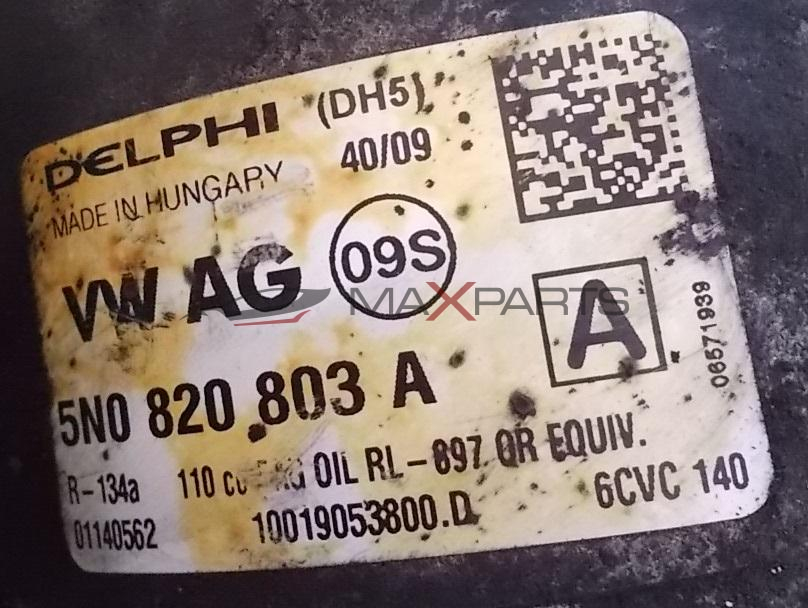 DELPHI (DH5)
MADE IN HUNGARY 40/09
VW AG 09S
MAXPARTS
A
5N0 820 803 A
06571939
R-134a 110 cc PAG OIL RL-897 OR EQUIV.
01140562 10019053800.D 6CVC 140